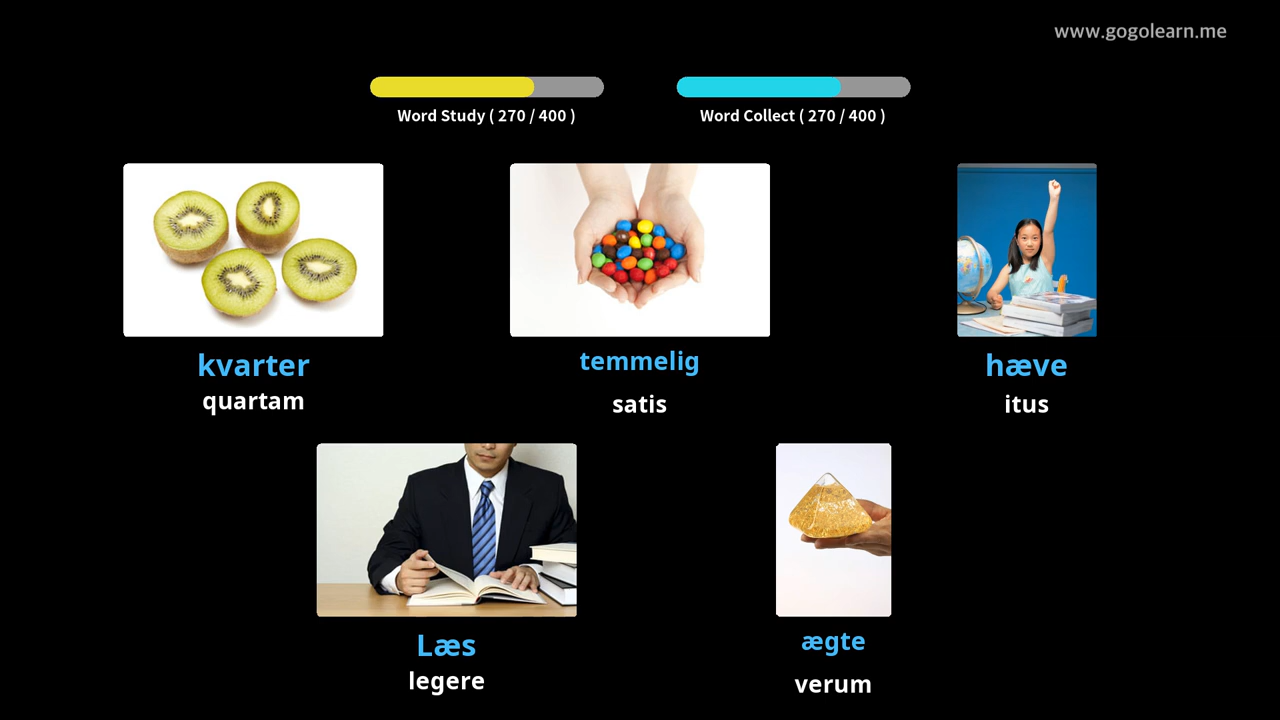 www.gogolearn.me
Word Study ( 270 / 400 )
Word Collect ( 270 / 400 )
kvarter
quartam
temmelig
satis
hæve
itus
Læs
legere
ægte
verum